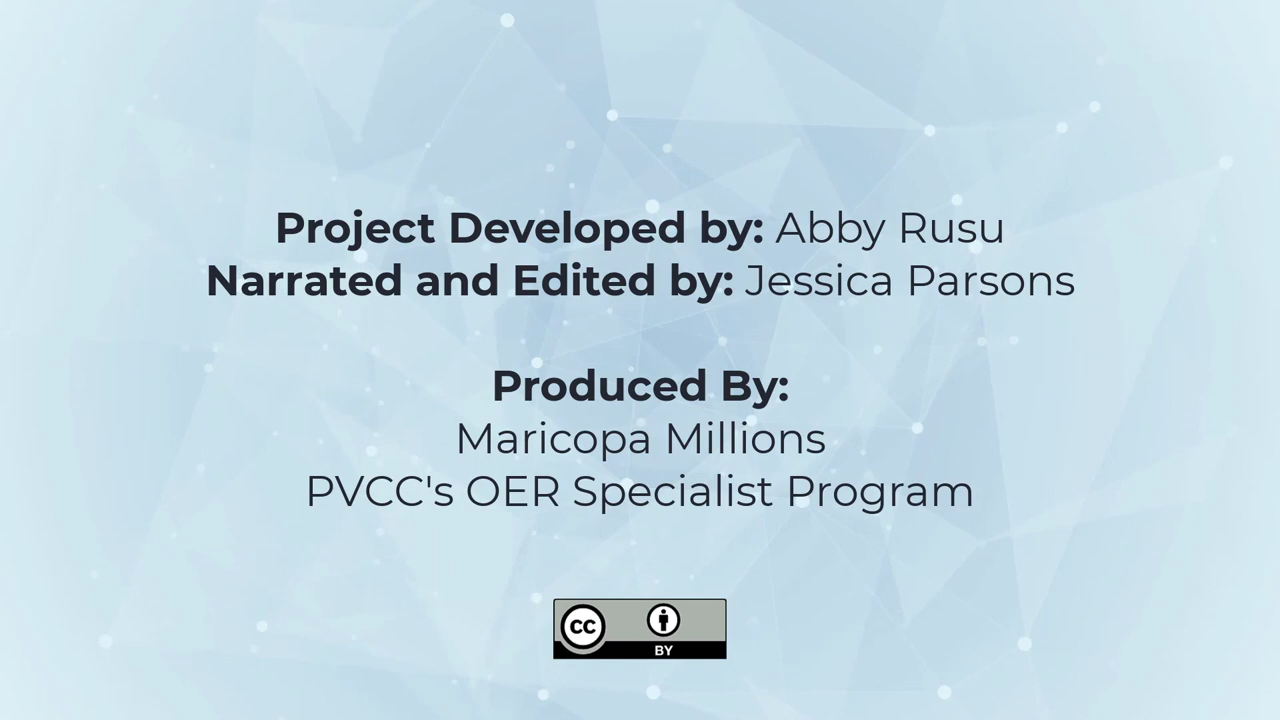 Project Developed by: Abby Rusu
Narrated and Edited by: Jessica Parsons
Produced By:
Maricopa Millions
PVCC's OER Specialist Program
cc
BY